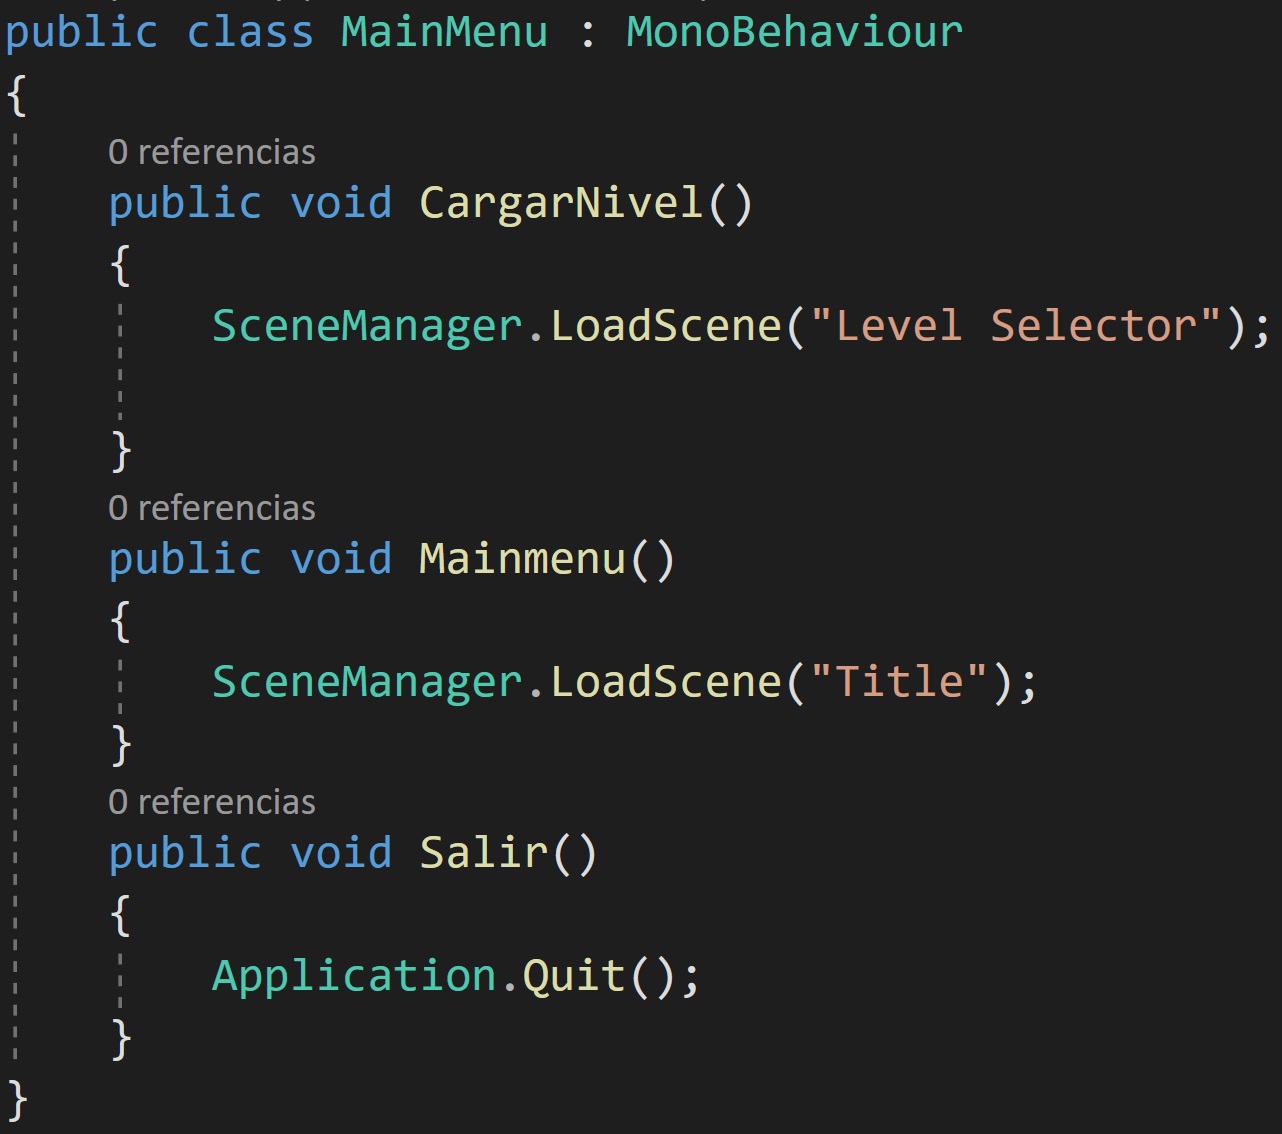 public class MainMenu : MonoBehaviour
{
0 referencias
public void CargarNivel()
{
SceneManager.LoadScene("Level Selector");
}
0 referencias
public void Mainmenu()
{
SceneManager.LoadScene("Title");
}
0 referencias
public void Salir()
{
Application.Quit();
}
}